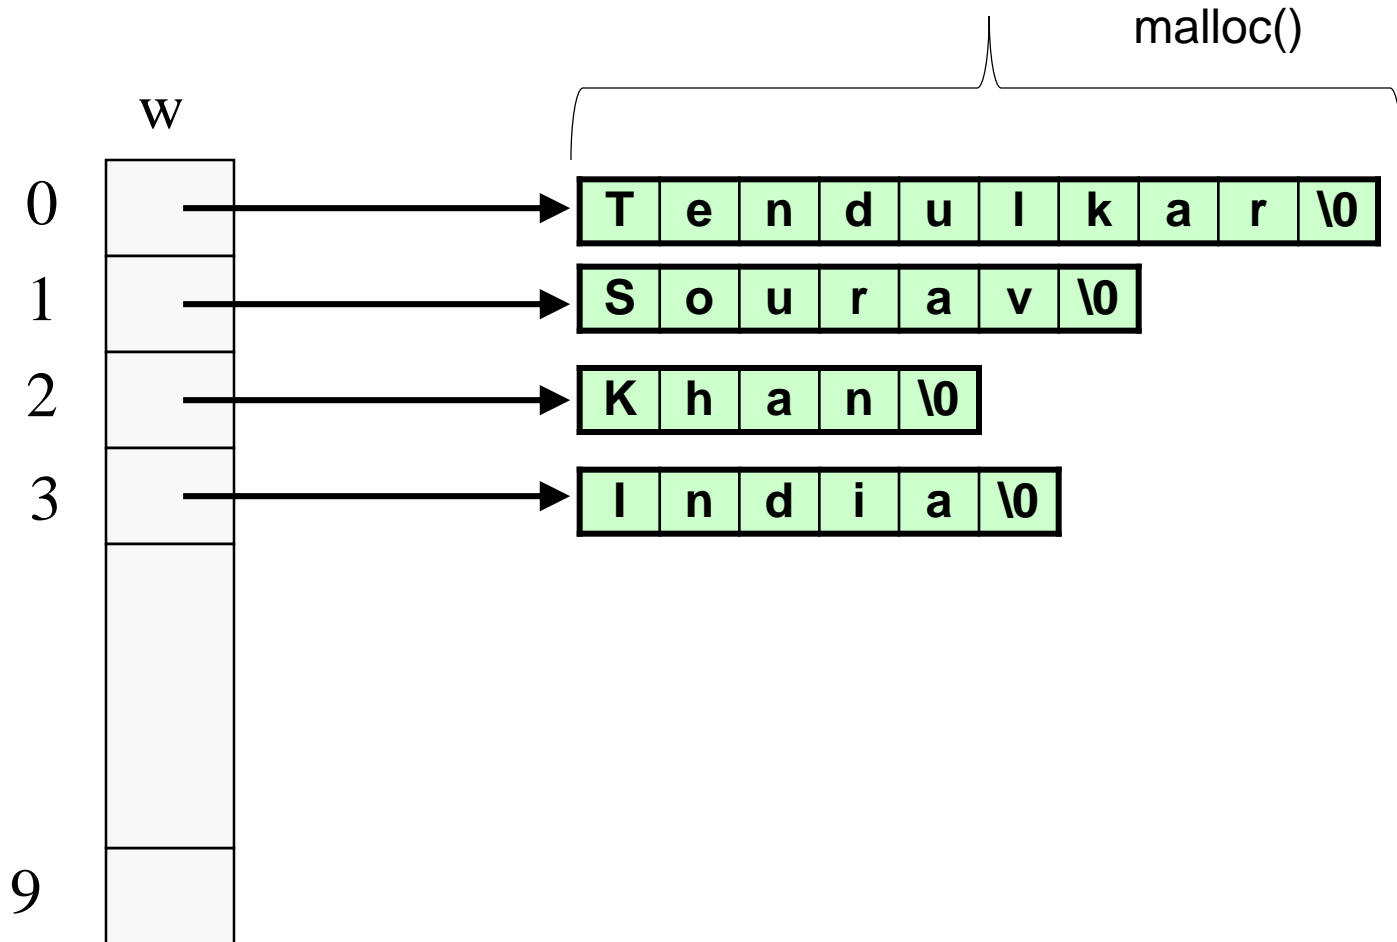 malloc()
w
0 T e n d u l k a r \0
1 S o u r a v \0
2 K h a n \0
3 I n d i a \0
9